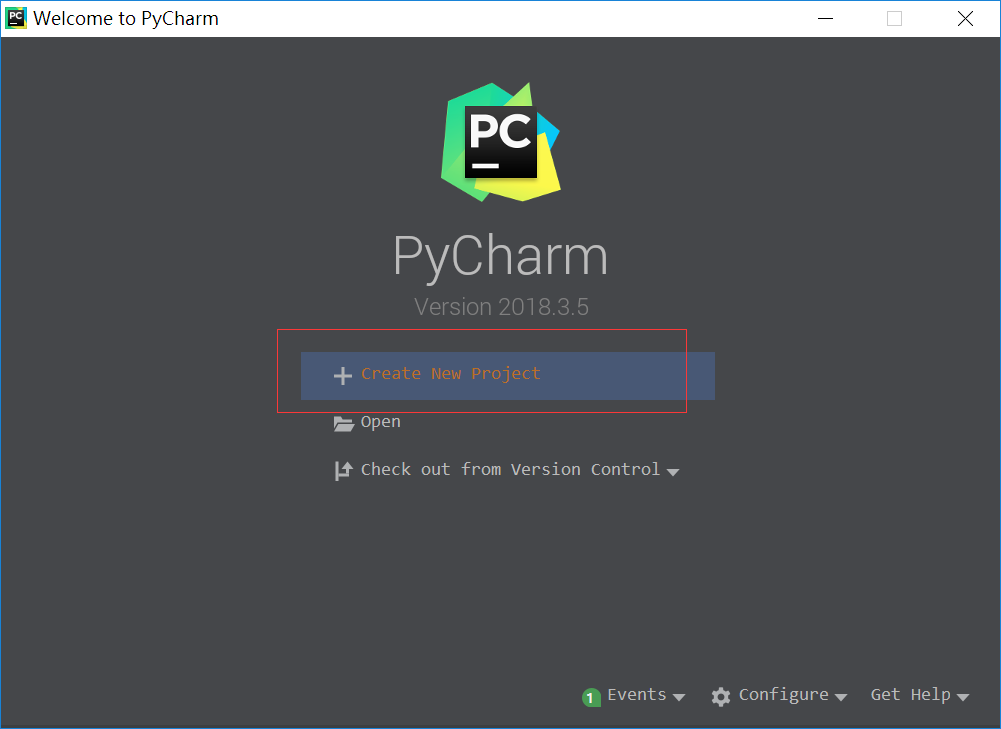 PC Welcome to PyCharm
PC
PyCharm
Version 2018.3.5
Create New Project
Open
Check out from Version Control
1 Events Configure Get Help